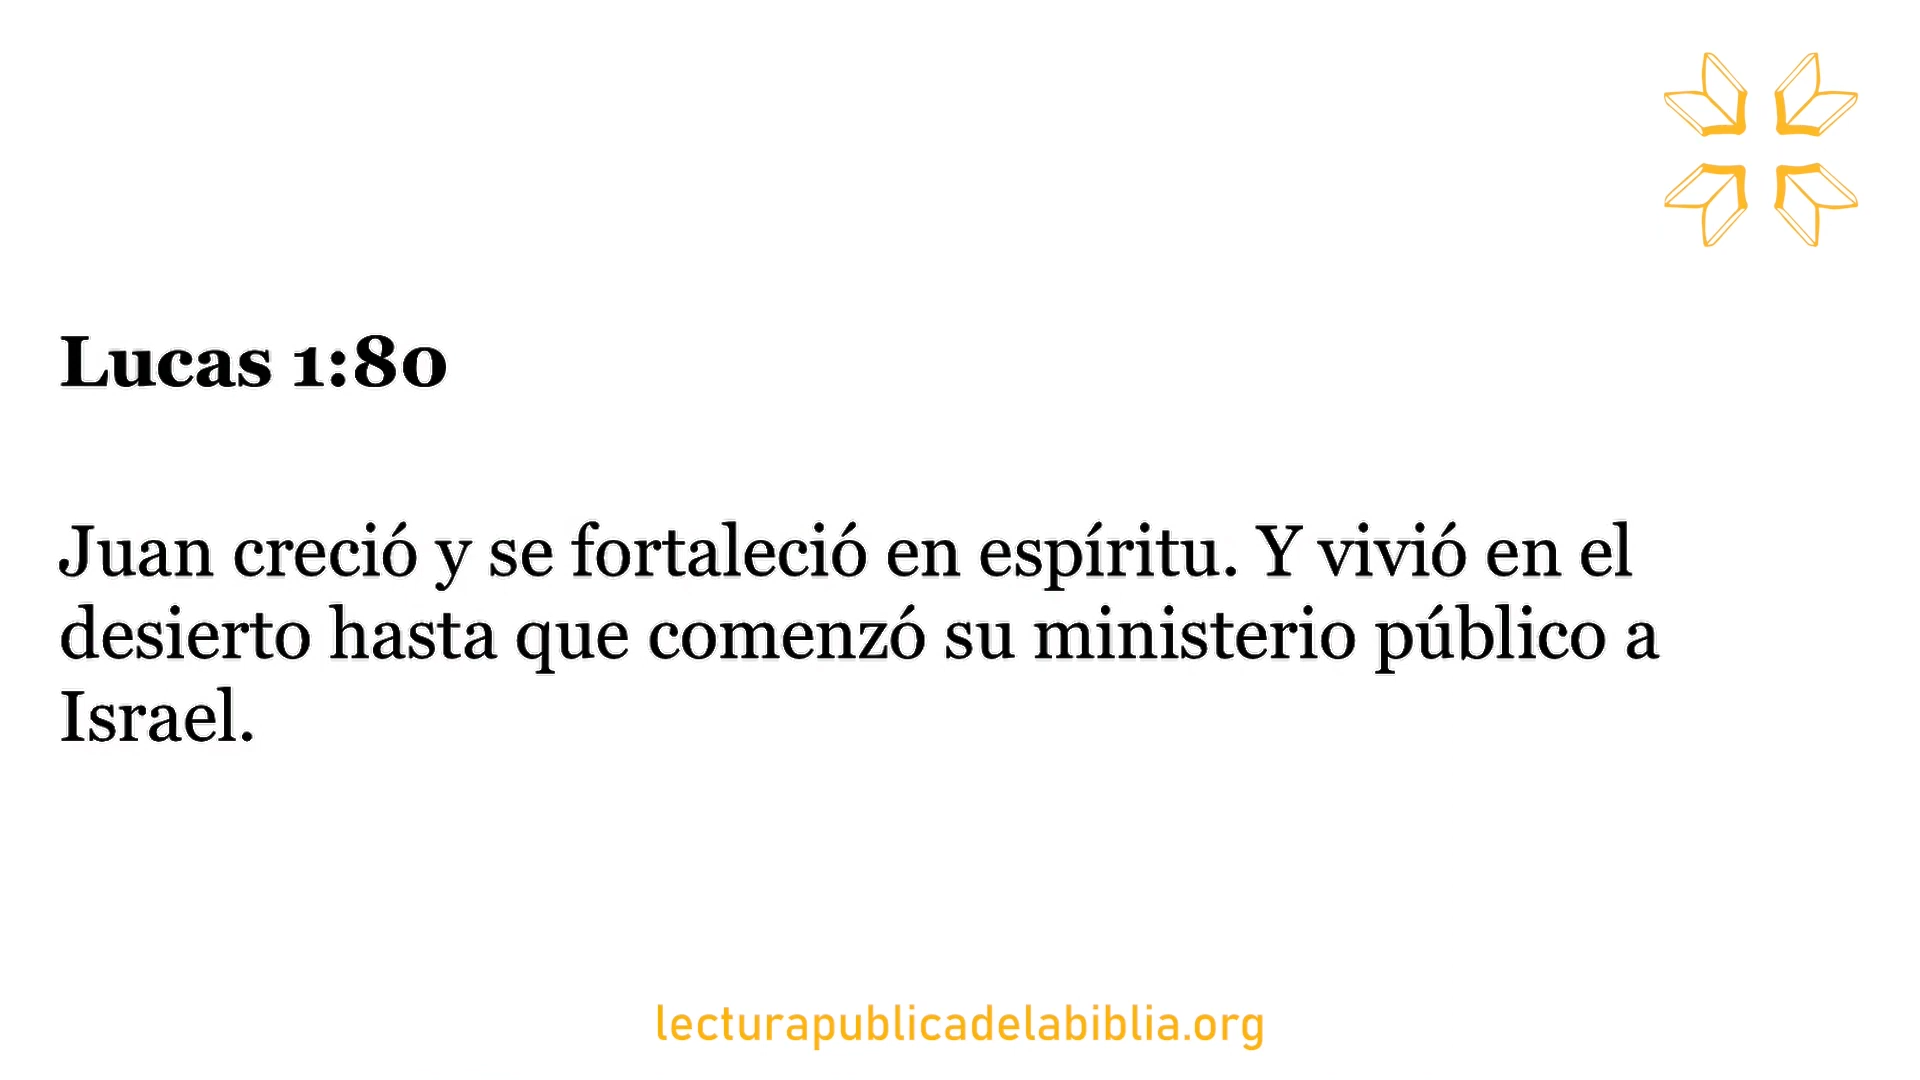 Lucas 1:80
Juan creció y se fortaleció en espíritu. Y vivió en el
desierto hasta que comenzó su ministerio público a
Israel.
lecturapublicadelabiblia.org